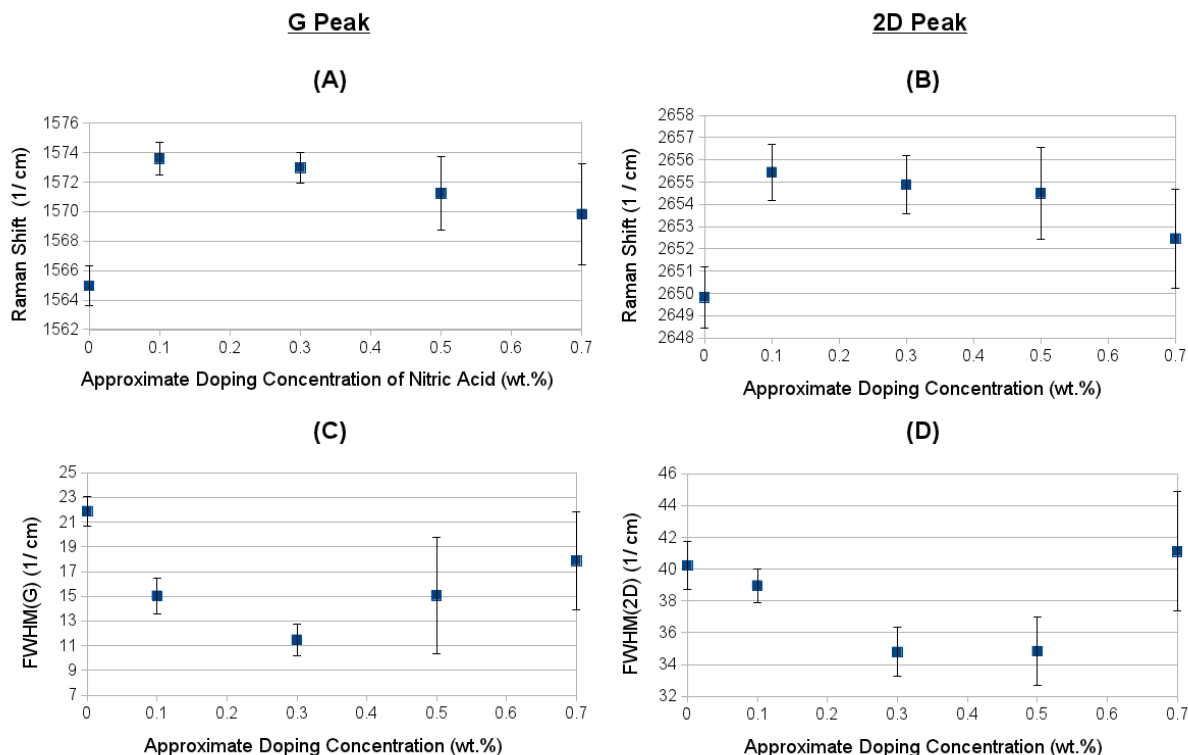 G Peak
2D Peak
(A)
1576
1574
1572
1570
1568
1566
1564
1562
Raman Shift (1/ cm)
0 0.1 0.2 0.3 0.4 0.5 0.6 0.7
Approximate Doping Concentration of Nitric Acid (wt.%)
(B)
2658
2657
2656
2655
2654
2653
2652
2651
2650
2649
2648
Raman Shift (1 / cm)
0 0.1 0.2 0.3 0.4 0.5 0.6 0.7
Approximate Doping Concentration (wt.%)
(C)
25
23
21
19
17
15
13
11
9
7
FWHM(G) (1/ cm)
0 0.1 0.2 0.3 0.4 0.5 0.6 0.7
Approximate Doping Concentration (wt.%)
(D)
46
44
42
40
38
36
34
32
FWHM(2D) (1/ cm)
0 0.1 0.2 0.3 0.4 0.5 0.6 0.7
Approximate Doping Concentration (wt.%)